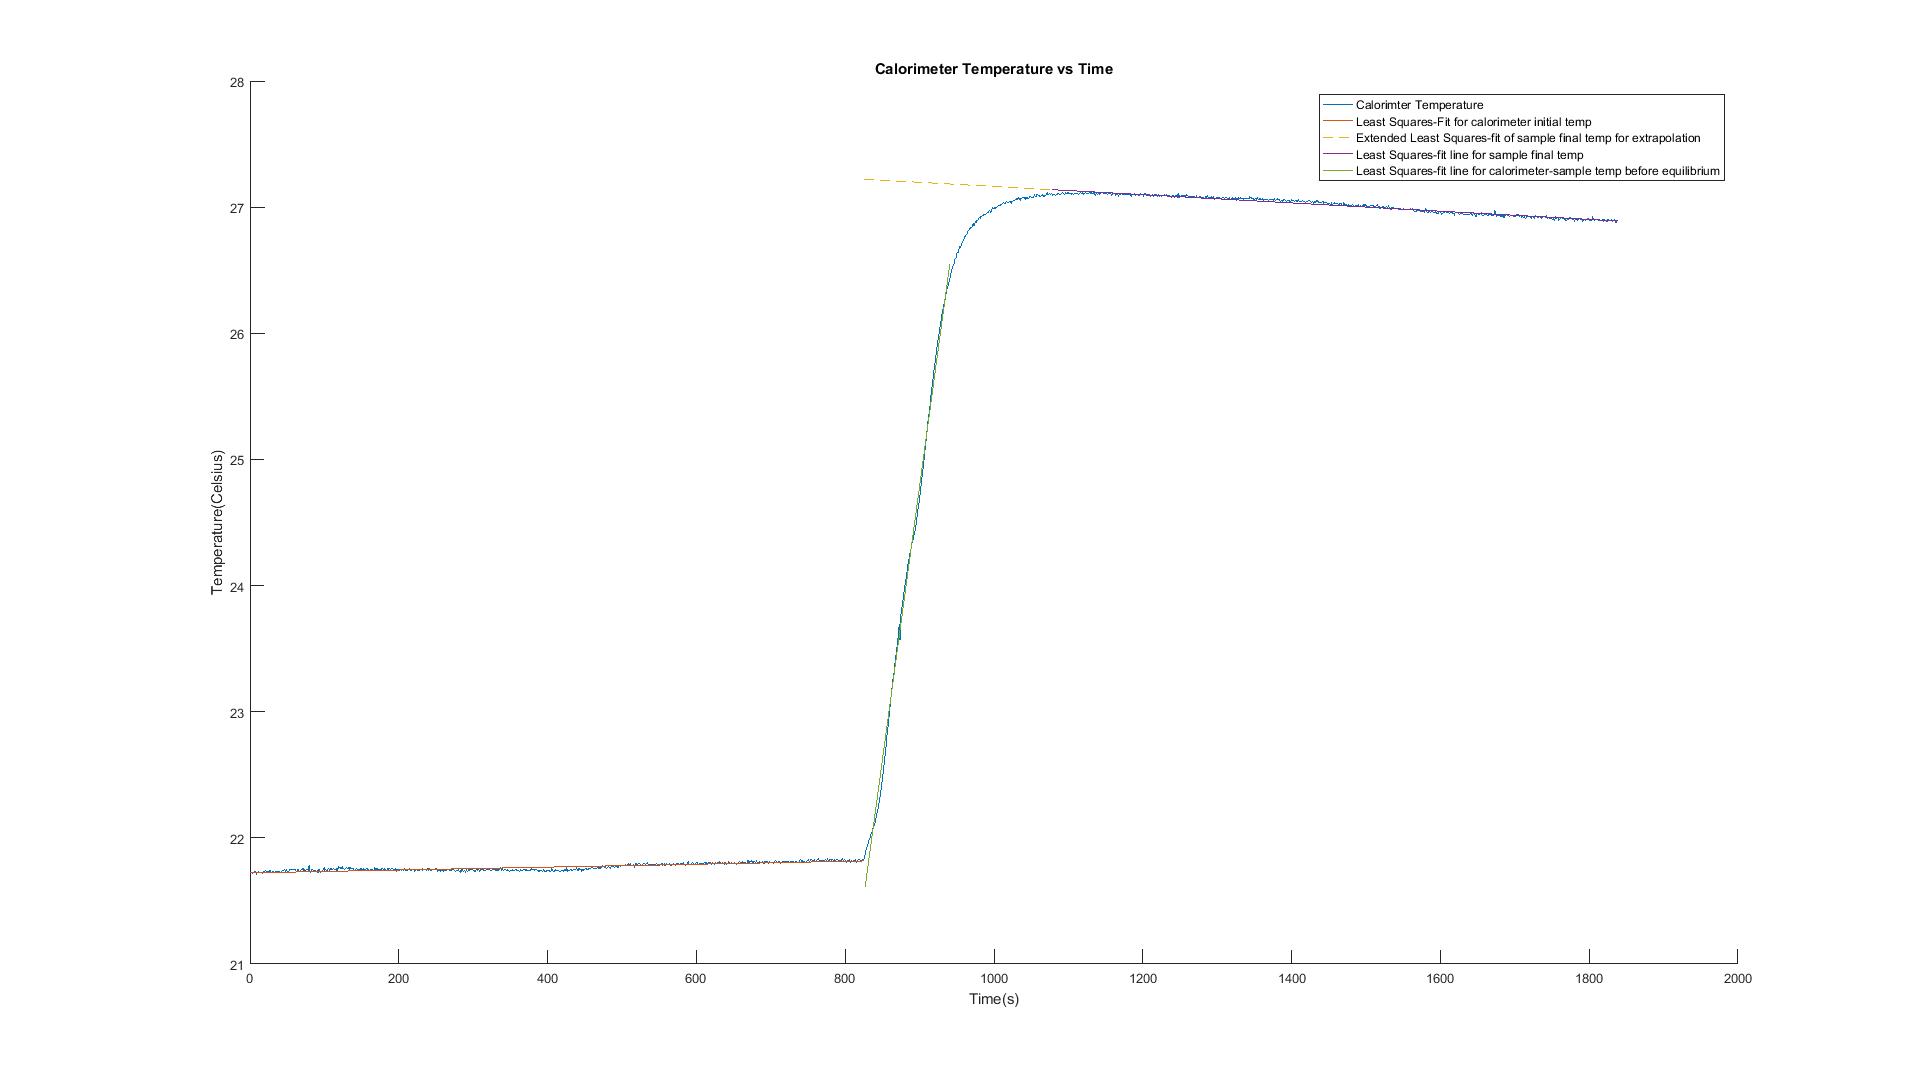 Calorimeter Temperature vs Time
28
27
26
25
24
23
22
21
Temperature(Celsius)
Calorimter Temperature
Least Squares-Fit for calorimeter initial temp
Extended Least Squares-fit of sample final temp for extrapolation
Least Squares-fit line for sample final temp
Least Squares-fit line for calorimeter-sample temp before equilibrium
0 200 400 600 800 1000 1200 1400 1600 1800 2000
Time(s)